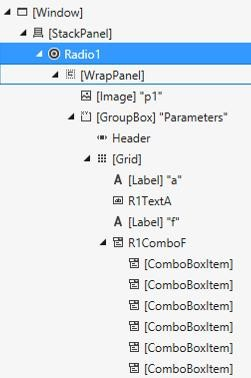 [Window]
[StackPanel]
Radio1
[WrapPanel]
[Image] "p1"
[GroupBox] "Parameters"
Header
[Grid]
A [Label] "a"
R1TextA
A [Label] "f"
R1ComboF
[ComboBoxItem]
[ComboBoxItem]
[ComboBoxItem]
[ComboBoxItem]
[ComboBoxItem]
[ComboBoxItem]